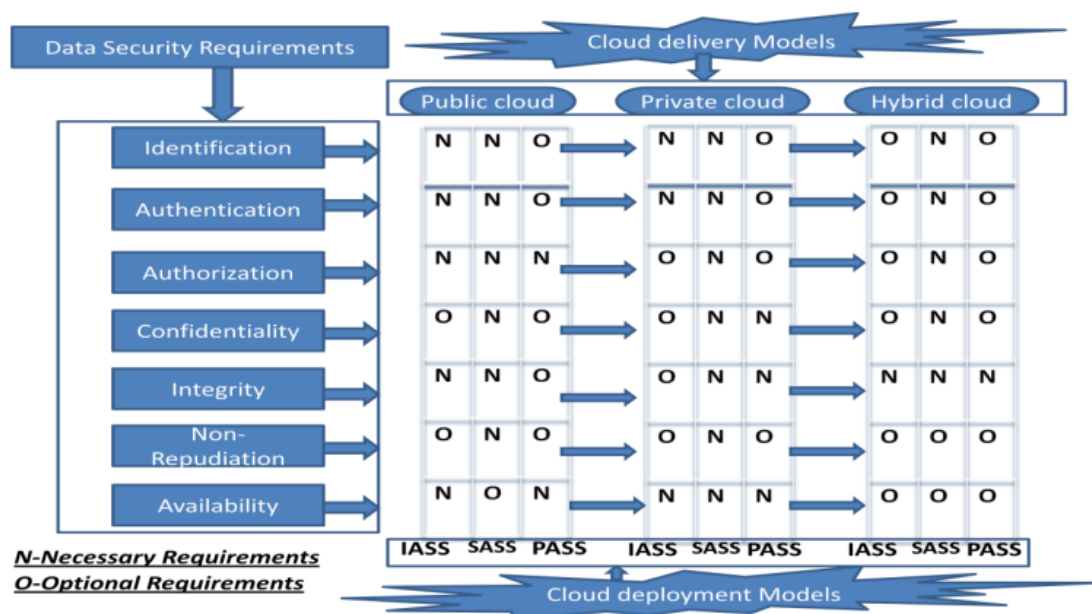 Data Security Requirements
Cloud delivery Models
Public cloud Private cloud Hybrid cloud
Identification N N O N N O O N O
Authentication N N O N N O O N O
Authorization N N N O N O O N O
Confidentiality O N O O N N O N O
Integrity N N O O N N N N N
Non-
Repudiation O N O O N O O O O
Availability N O N N N N O O O
IASS SASS PASS IASS SASS PASS IASS SASS PASS
N-Necessary Requirements
O-Optional Requirements
Cloud deployment Models